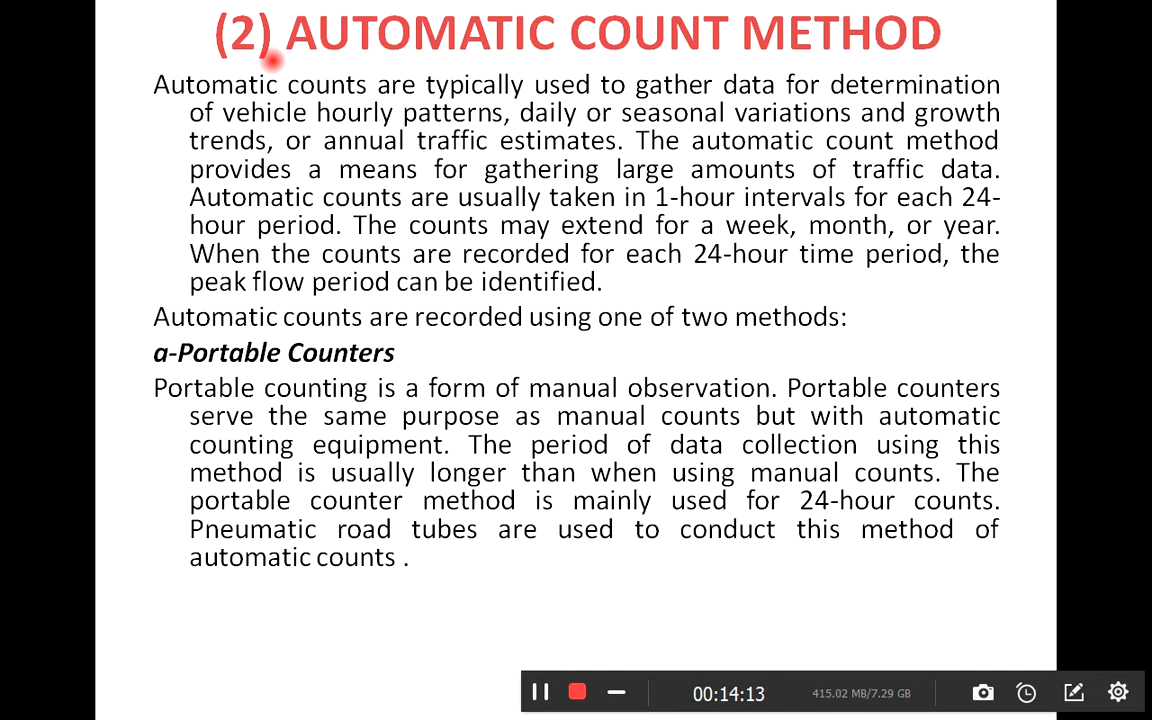 (2) AUTOMATIC COUNT METHOD
Automatic counts are typically used to gather data for determination
of vehicle hourly patterns, daily or seasonal variations and growth
trends, or annual traffic estimates. The automatic count method
provides a means for gathering large amounts of traffic data.
Automatic counts are usually taken in 1-hour intervals for each 24-
hour period. The counts may extend for a week, month, or year.
When the counts are recorded for each 24-hour time period, the
peak flow period can be identified.
Automatic counts are recorded using one of two methods:
a-Portable Counters
Portable counting is a form of manual observation. Portable counters
serve the same purpose as manual counts but with automatic
counting equipment. The period of data collection using this
method is usually longer than when using manual counts. The
portable counter method is mainly used for 24-hour counts.
Pneumatic road tubes are used to conduct this method of
automatic counts .
00:14:13 415.02 MB/7.29 GB